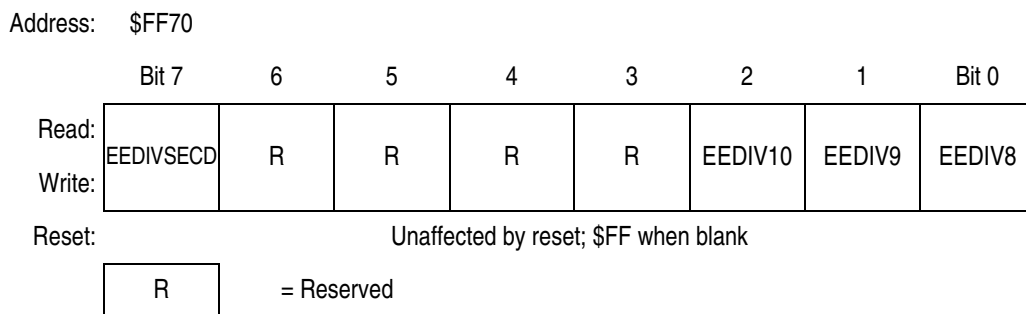 Address: $FF70
Bit 7 6 5 4 3 2 1 Bit 0
Read:
EEDIVSECD R R R R EEDIV10 EEDIV9 EEDIV8
Write:
Reset: Unaffected by reset; $FF when blank
R = Reserved